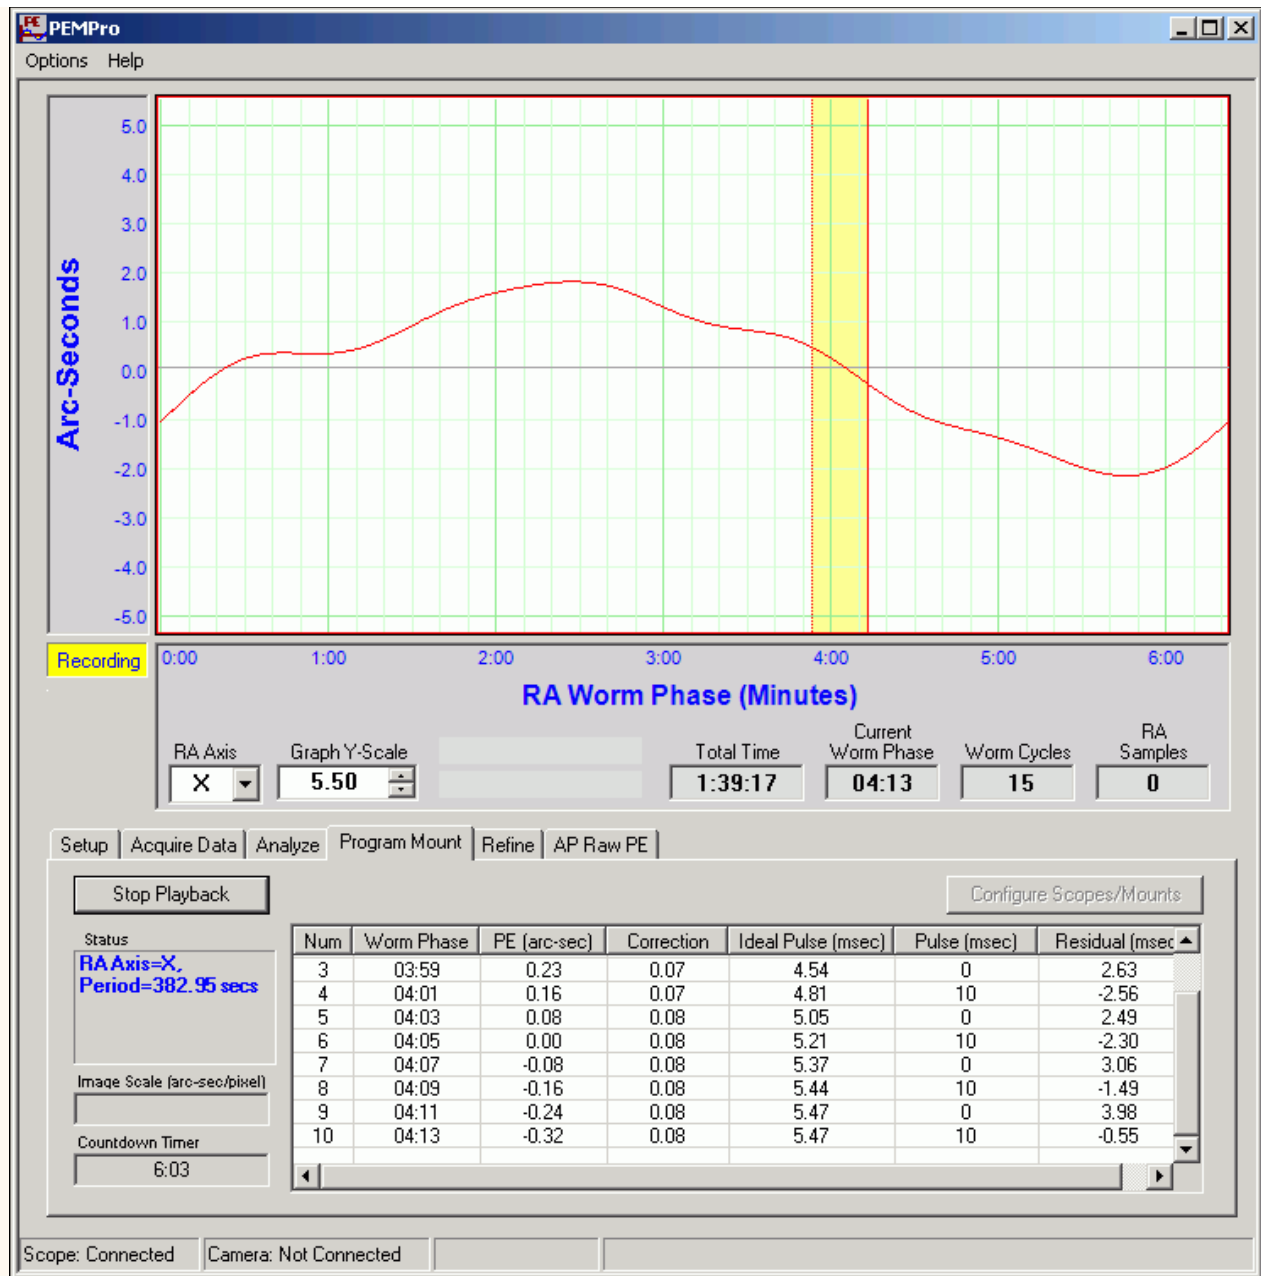 PEMPro
Options Help
5.0
4.0
3.0
2.0
1.0
0.0
-1.0
-2.0
-3.0
-4.0
-5.0
Arc-Seconds
Recording
0:00 1:00 2:00 3:00 4:00 5:00 6:00
RA Worm Phase (Minutes)
RA Axis Graph Y-Scale Total Time Current Worm Phase Worm Cycles RA Samples
X 5.50 1:39:17 04:13 15 0
Setup Acquire Data Analyze Program Mount Refine AP Raw PE
Stop Playback Configure Scopes/Mounts
Status
RA Axis=X,
Period=382.95 secs
Image Scale (arc-sec/pixel)
Countdown Timer
6:03
Num Worm Phase PE (arc-sec) Correction Ideal Pulse (msec) Pulse (msec) Residual (msec
3 03:59 0.23 0.07 4.54 0 2.63
4 04:01 0.16 0.07 4.81 10 -2.56
5 04:03 0.08 0.08 5.05 0 2.49
6 04:05 0.00 0.08 5.21 10 -2.30
7 04:07 -0.08 0.08 5.37 0 3.06
8 04:09 -0.16 0.08 5.44 10 -1.49
9 04:11 -0.24 0.08 5.47 0 3.98
10 04:13 -0.32 0.08 5.47 10 -0.55
Scope: Connected Camera: Not Connected